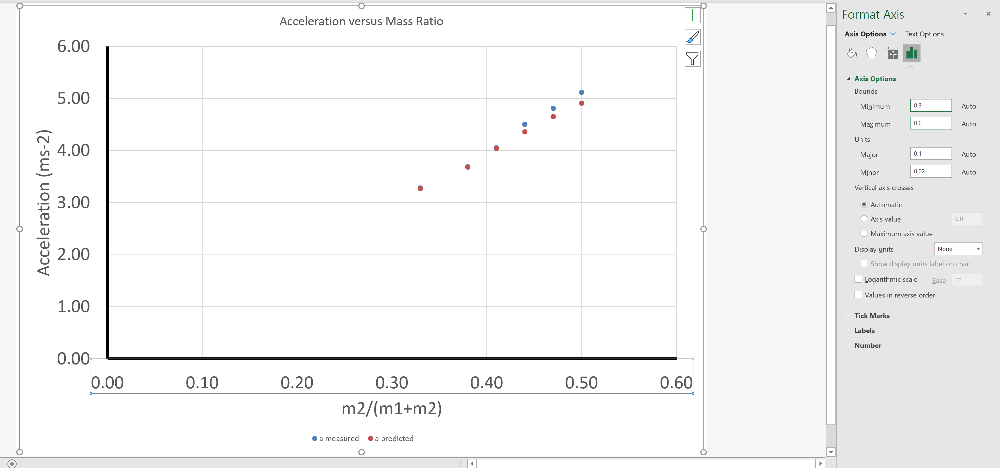 Acceleration versus Mass Ratio
6.00
5.00
4.00
3.00
2.00
1.00
0.00
Acceleration (ms-2)
0.00 0.10 0.20 0.30 0.40 0.50 0.60
m2/(m1+m2)
a measured a predicted
Format Axis
Axis Options Text Options
Axis Options
Bounds
Minimum 0.3 Auto
Maximum 0.6 Auto
Units
Major 0.1 Auto
Minor 0.02 Auto
Vertical axis crosses
Automatic
Axis value 0.0
Maximum axis value
Display units None
Show display units label on chart
Logarithmic scale Base 10
Values in reverse order
Tick Marks
Labels
Number